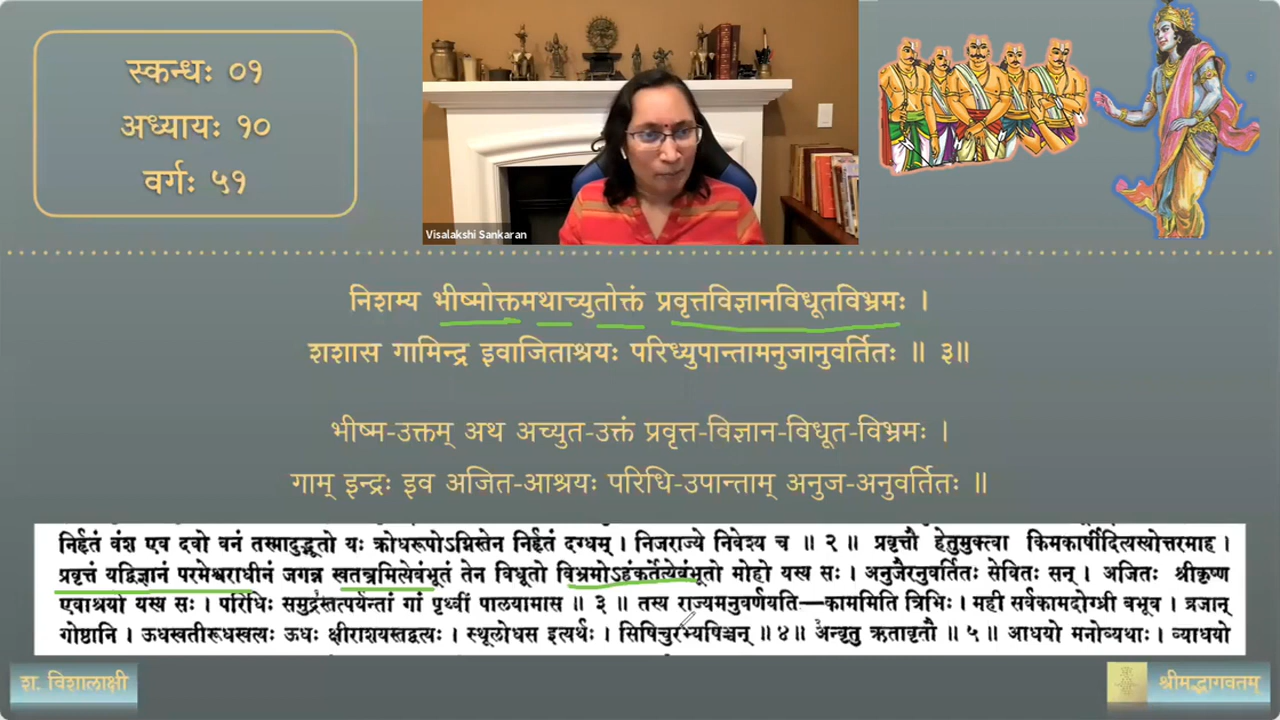 स्कन्धः ०१
अध्यायः १०
वर्गः ५१
Visalakshi Sankaran
निशम्य भीष्मोक्तमथाच्युतोक्तं प्रवृत्तविज्ञानविधूतविभ्रमः ।
शशास गामिन्द्र इवाजिताश्रयः परिध्युपान्तामनुजानुवर्तितः ॥ ३॥
भीष्म-उक्तम् अथ अच्युत-उक्तं प्रवृत्त-विज्ञान-विधूत-विभ्रमः ।
गाम् इन्द्रः इव अजित-आश्रयः परिधि-उपान्ताम् अनुज-अनुवर्तितः ॥
निर्हृतं वंश एव दवो वनं तस्मादुद्भूतो यः क्रोधरूपोऽग्निस्तेन निर्हृतं दग्धम् । निजराज्ये निवेश्य च ॥ २ ॥ प्रवृत्तौ हेतुमुक्त्वा किमकार्षीदित्यस्योत्तरमाह ।
प्रवृत्तं यद्विज्ञानं परमेश्वराधीनं जगन्न स्वतन्त्रमित्येवंभूतं तेन विधूतो विभ्रमोऽहंकर्तेत्येवंभूतो मोहो यस्य सः । अनुजैरनुवर्तितः सेवितः सन् । अजितः श्रीकृष्ण
एवाश्रयो यस्य सः । परिधिः समुद्रस्तत्पर्यन्तां गां पृथ्वीं पालयामास ॥ ३ ॥ तस्य राज्यमनुवर्णयति—काममिति त्रिभिः । मही सर्वकामदोग्ध्री बभूव । व्रजान्
गोष्ठानि । ऊधस्वतीरूधस्वत्यः ऊधः क्षीराशयस्तद्वत्यः । स्थूलोधस इत्यर्थः । सिषिचुरभ्यषिञ्चन् ॥ ४॥ अन्वृतु ऋतावृतौ ॥ ५ ॥ आधयो मनोव्यथाः । व्याधयो
श. विशालाक्षी
श्रीमद्भागवतम्